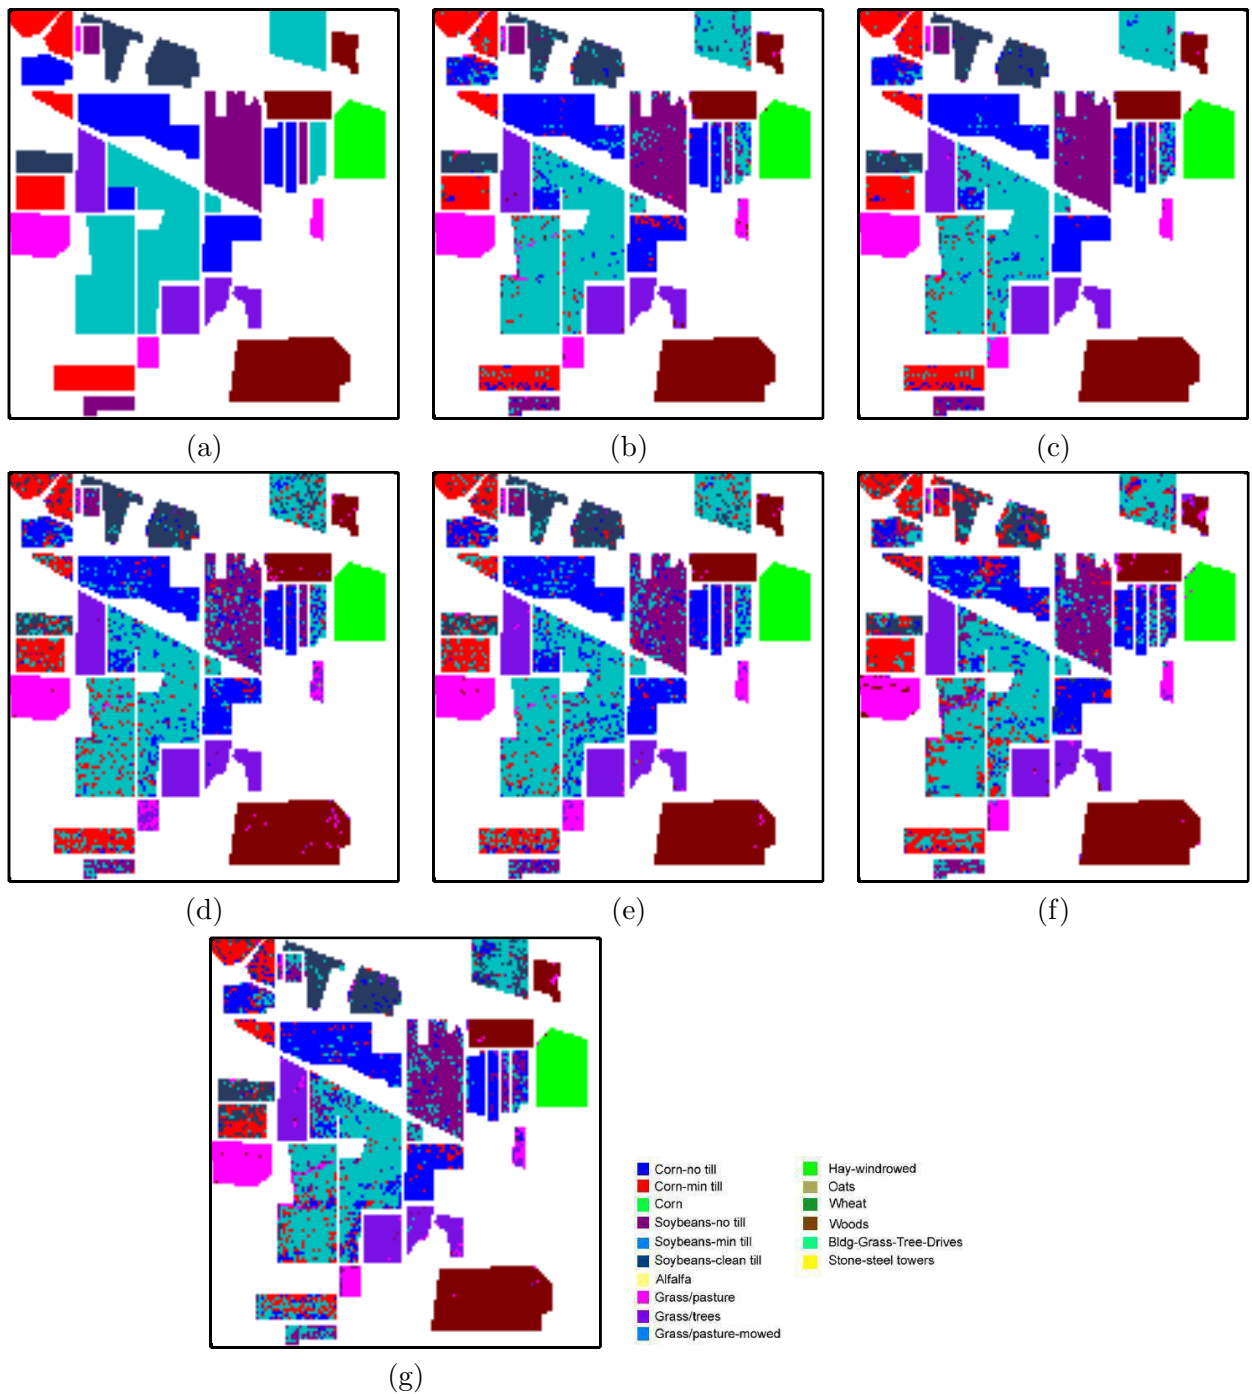 (a)
(b)
(c)
(d)
(e)
(f)
(g)
Corn-no till
Corn-min till
Corn
Soybeans-no till
Soybeans-min till
Soybeans-clean till
Alfalfa
Grass/pasture
Grass/trees
Grass/pasture-mowed
Hay-windrowed
Oats
Wheat
Woods
Bldg-Grass-Tree-Drives
Stone-steel towers